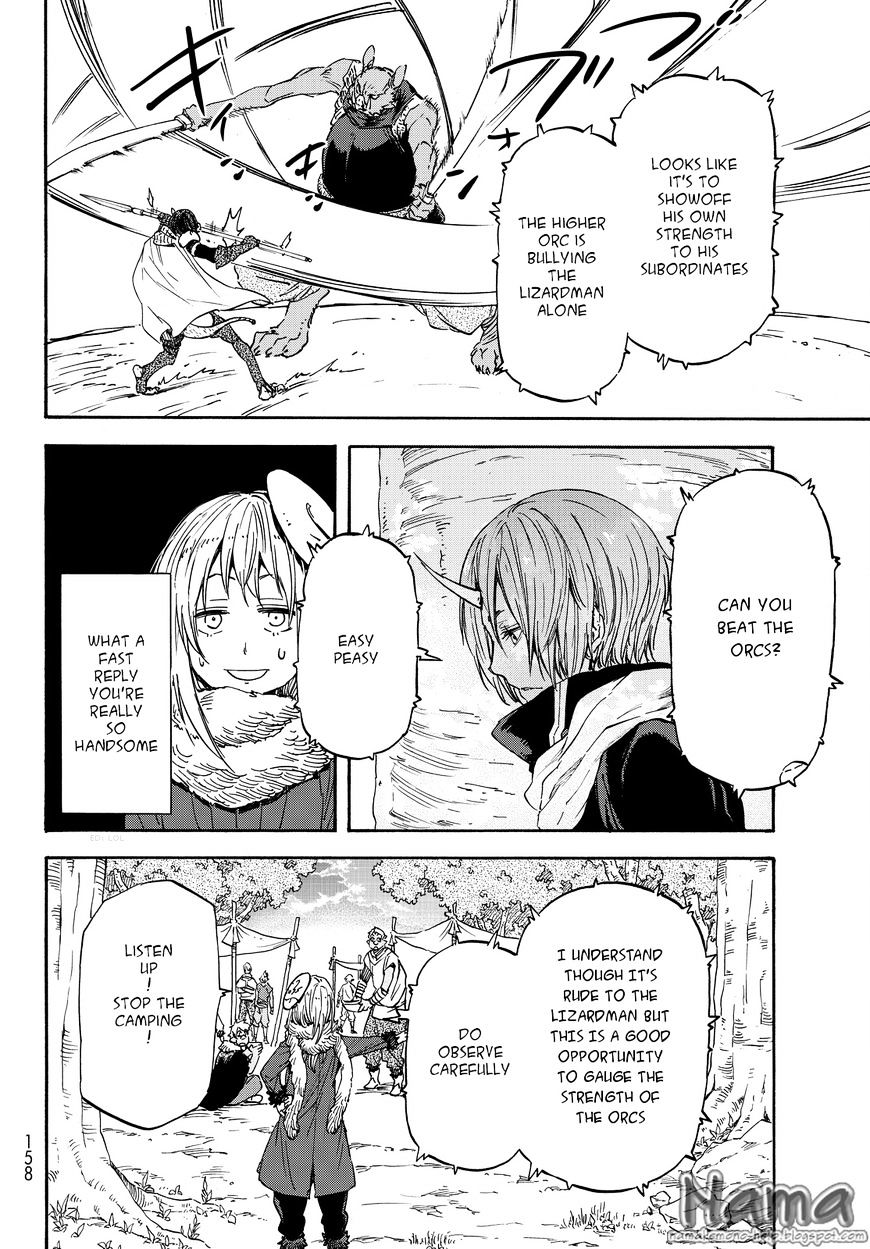 LOOKS LIKE
IT'S TO
SHOWOFF
HIS OWN
STRENGTH
TO HIS
SUBORDINATES
THE HIGHER
ORC IS
BULLYING
THE
LIZARDMAN
ALONE
CAN YOU
BEAT THE
ORCS?
EASY
PEASY
WHAT A
FAST
REPLY
YOU'RE
REALLY
SO
HANDSOME
EDI LOL
I UNDERSTAND
THOUGH IT'S
RUDE TO THE
LIZARDMAN BUT
THIS IS A GOOD
OPPORTUNITY
TO GAUGE THE
STRENGTH OF
THE ORCS
DO
OBSERVE
CAREFULLY
LISTEN
UP
!
STOP THE
CAMPING
!
158
Nama